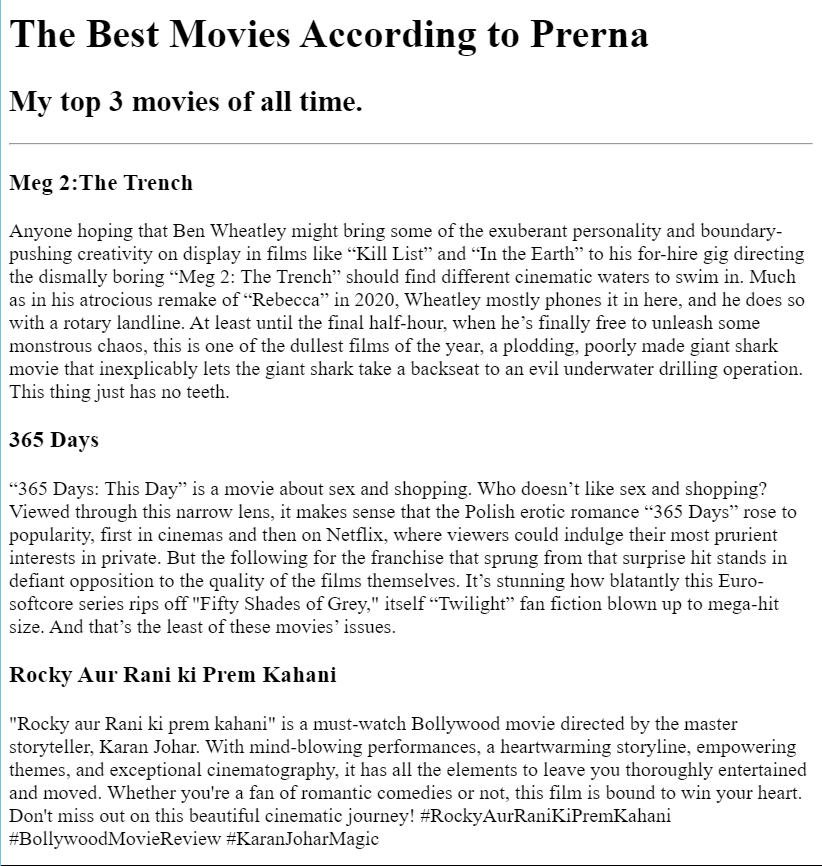 The Best Movies According to Prerna
My top 3 movies of all time.
Meg 2:The Trench
Anyone hoping that Ben Wheatley might bring some of the exuberant personality and boundary-
pushing creativity on display in films like “Kill List” and “In the Earth” to his for-hire gig directing
the dismally boring “Meg 2: The Trench” should find different cinematic waters to swim in. Much
as in his atrocious remake of “Rebecca” in 2020, Wheatley mostly phones it in here, and he does so
with a rotary landline. At least until the final half-hour, when he’s finally free to unleash some
monstrous chaos, this is one of the dullest films of the year, a plodding, poorly made giant shark
movie that inexplicably lets the giant shark take a backseat to an evil underwater drilling operation.
This thing just has no teeth.
365 Days
“365 Days: This Day” is a movie about sex and shopping. Who doesn’t like sex and shopping?
Viewed through this narrow lens, it makes sense that the Polish erotic romance “365 Days” rose to
popularity, first in cinemas and then on Netflix, where viewers could indulge their most prurient
interests in private. But the following for the franchise that sprung from that surprise hit stands in
defiant opposition to the quality of the films themselves. It’s stunning how blatantly this Euro-
softcore series rips off "Fifty Shades of Grey," itself “Twilight” fan fiction blown up to mega-hit
size. And that’s the least of these movies’ issues.
Rocky Aur Rani ki Prem Kahani
"Rocky aur Rani ki prem kahani" is a must-watch Bollywood movie directed by the master
storyteller, Karan Johar. With mind-blowing performances, a heartwarming storyline, empowering
themes, and exceptional cinematography, it has all the elements to leave you thoroughly entertained
and moved. Whether you're a fan of romantic comedies or not, this film is bound to win your heart.
Don't miss out on this beautiful cinematic journey! #RockyAurRaniKiPremKahani
#BollywoodMovieReview #KaranJoharMagic